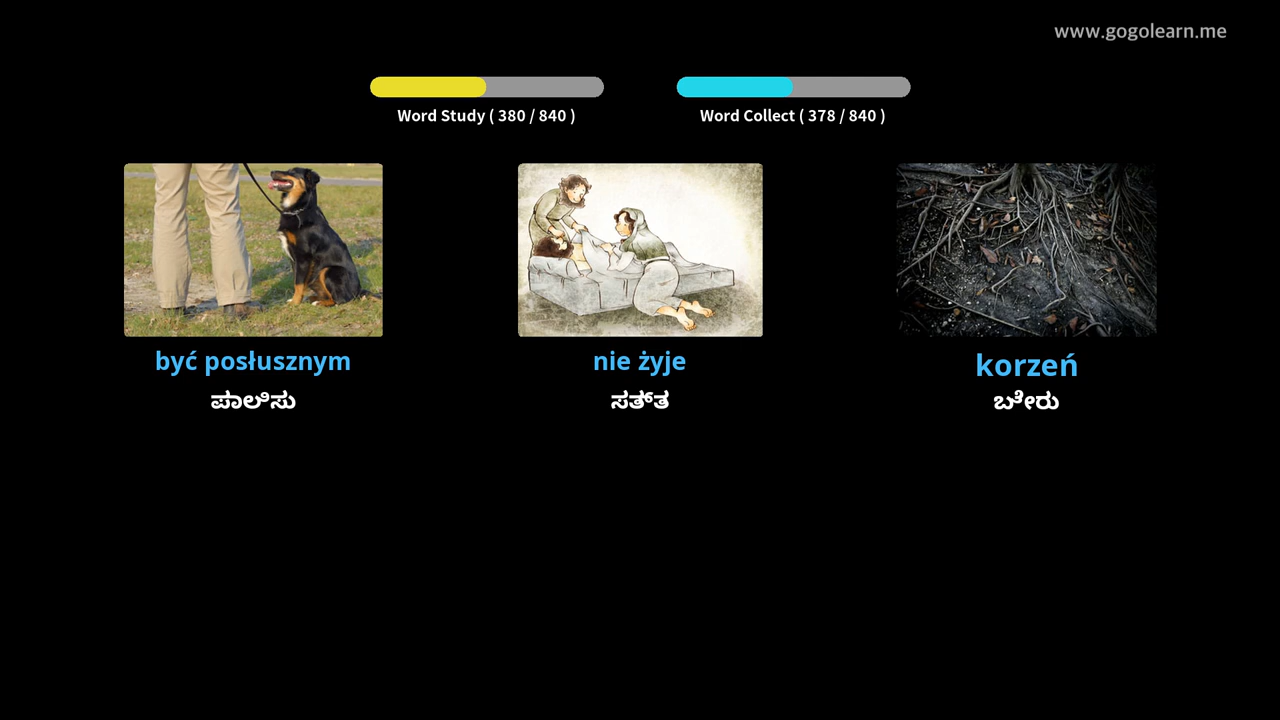 www.gogolearn.me
Word Study ( 380 / 840 )
Word Collect ( 378 / 840 )
być posłusznym
nie żyje
korzeń
ಪಾಲಿಸು
ಸತ್ತ
ಬೇರು